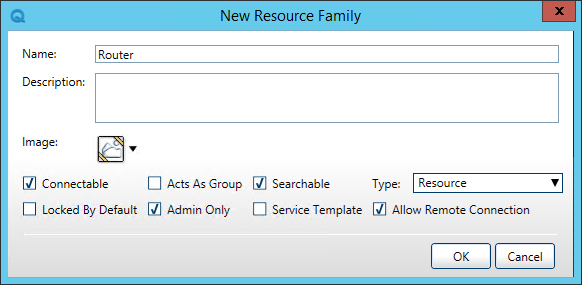 New Resource Family
x
Name: Router
Description:
Image:
Connectable Acts As Group Searchable Type: Resource
Locked By Default Admin Only Service Template Allow Remote Connection
OK Cancel